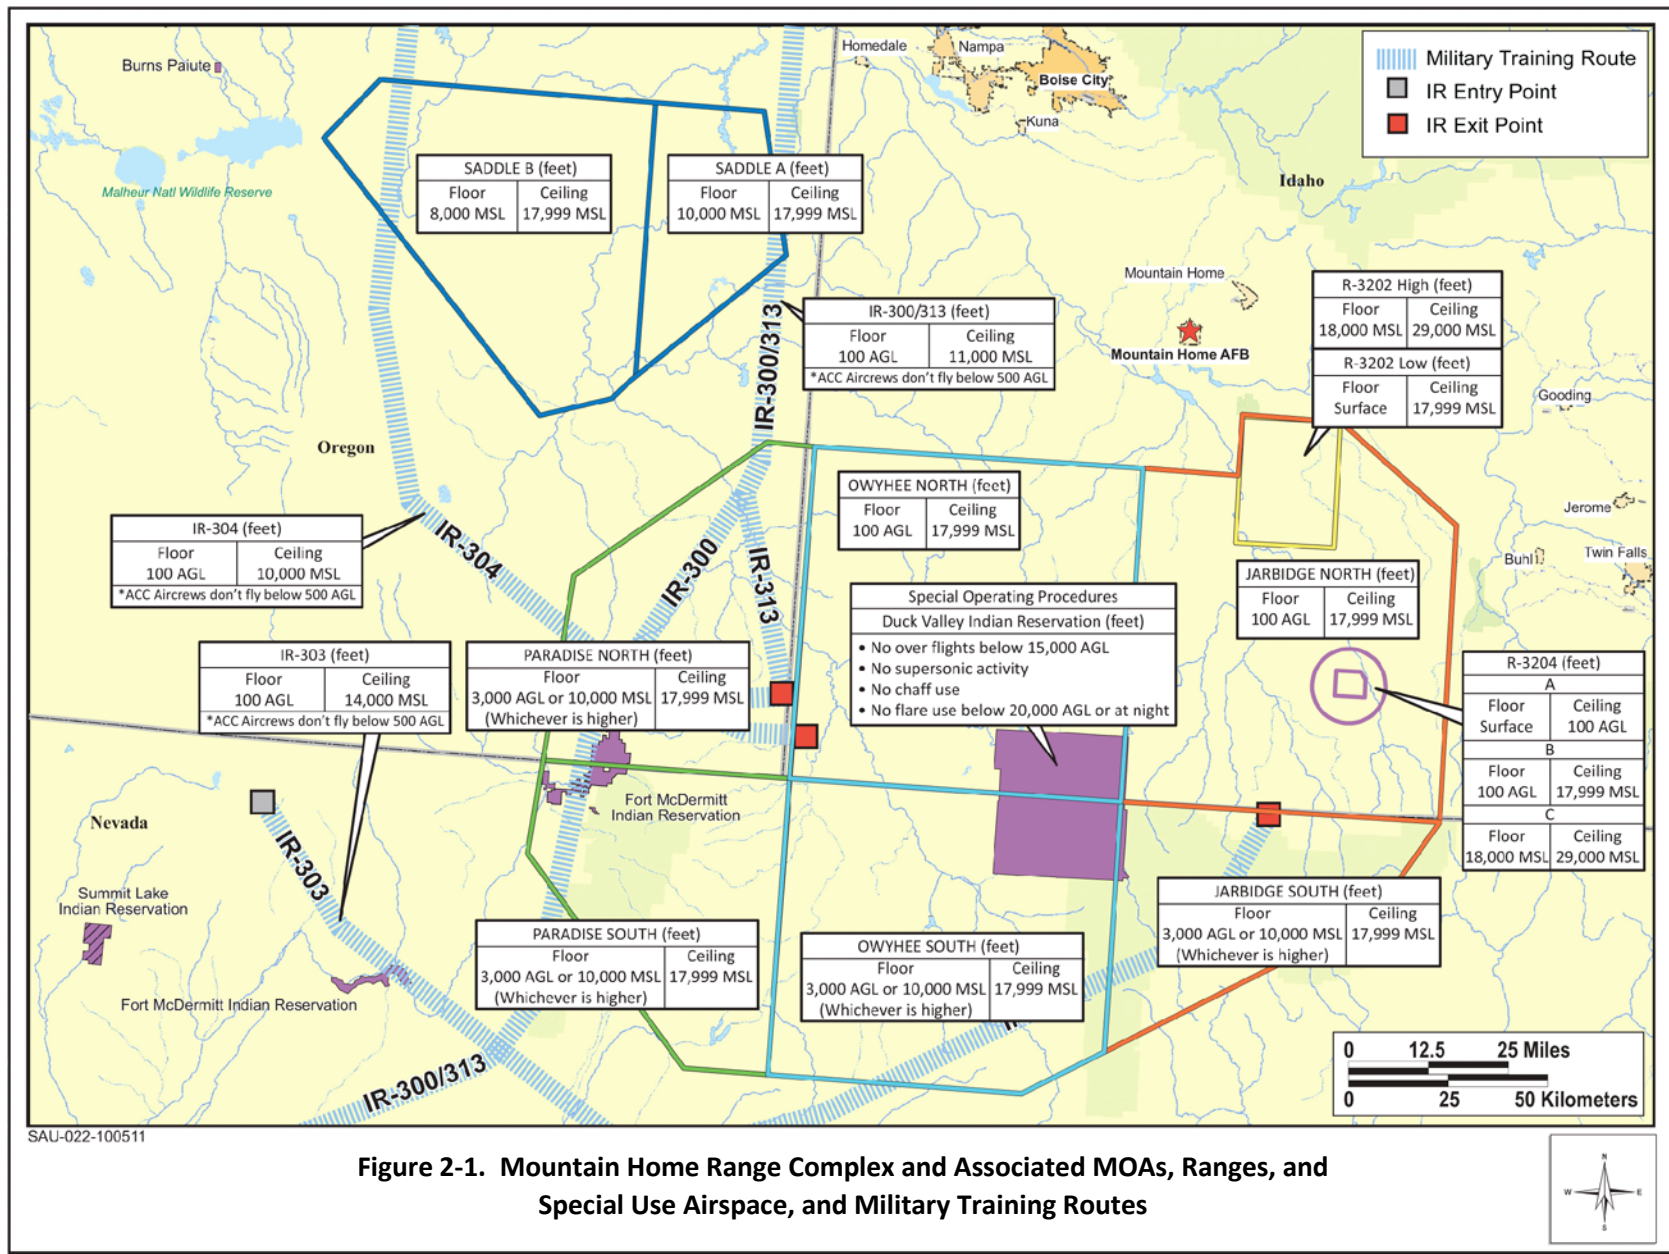 Burns Paiute
Malheur Natl Wildlife Reserve
Homedale
Nampa
Boise City
Kuna
Military Training Route
IR Entry Point
IR Exit Point
Idaho
SADDLE B (feet)
Floor Ceiling
8,000 MSL 17,999 MSL
SADDLE A (feet)
Floor Ceiling
10,000 MSL 17,999 MSL
Mountain Home
Mountain Home AFB
R-3202 High (feet)
Floor Ceiling
18,000 MSL 29,000 MSL
R-3202 Low (feet)
Floor Ceiling
Surface 17,999 MSL
IR-300/313 (feet)
Floor Ceiling
100 AGL 11,000 MSL
*ACC Aircrews don't fly below 500 AGL
IR-300/313
Gooding
Oregon
OWYHEE NORTH (feet)
Floor Ceiling
100 AGL 17,999 MSL
Jerome
IR-304 (feet)
Floor Ceiling
100 AGL 10,000 MSL
*ACC Aircrews don't fly below 500 AGL
IR-304
IR-300
IR-313
Buhl
Twin Falls
JARBIDGE NORTH (feet)
Floor Ceiling
100 AGL 17,999 MSL
Special Operating Procedures
Duck Valley Indian Reservation (feet)
• No over flights below 15,000 AGL
• No supersonic activity
• No chaff use
• No flare use below 20,000 AGL or at night
IR-303 (feet)
Floor Ceiling
100 AGL 14,000 MSL
*ACC Aircrews don't fly below 500 AGL
PARADISE NORTH (feet)
Floor Ceiling
3,000 AGL or 10,000 MSL 17,999 MSL
(Whichever is higher)
R-3204 (feet)
A
Floor Ceiling
Surface 100 AGL
B
Floor Ceiling
100 AGL 17,999 MSL
C
Floor Ceiling
18,000 MSL 29,000 MSL
Fort McDermitt
Indian Reservation
Nevada
IR-303
Summit Lake
Indian Reservation
Fort McDermitt Indian Reservation
JARBIDGE SOUTH (feet)
Floor Ceiling
3,000 AGL or 10,000 MSL 17,999 MSL
(Whichever is higher)
PARADISE SOUTH (feet)
Floor Ceiling
3,000 AGL or 10,000 MSL 17,999 MSL
(Whichever is higher)
OWYHEE SOUTH (feet)
Floor Ceiling
3,000 AGL or 10,000 MSL 17,999 MSL
(Whichever is higher)
IR-300/313
0 12.5 25 Miles
0 25 50 Kilometers
SAU-022-100511
Figure 2-1. Mountain Home Range Complex and Associated MOAs, Ranges, and
Special Use Airspace, and Military Training Routes
N
W E
S